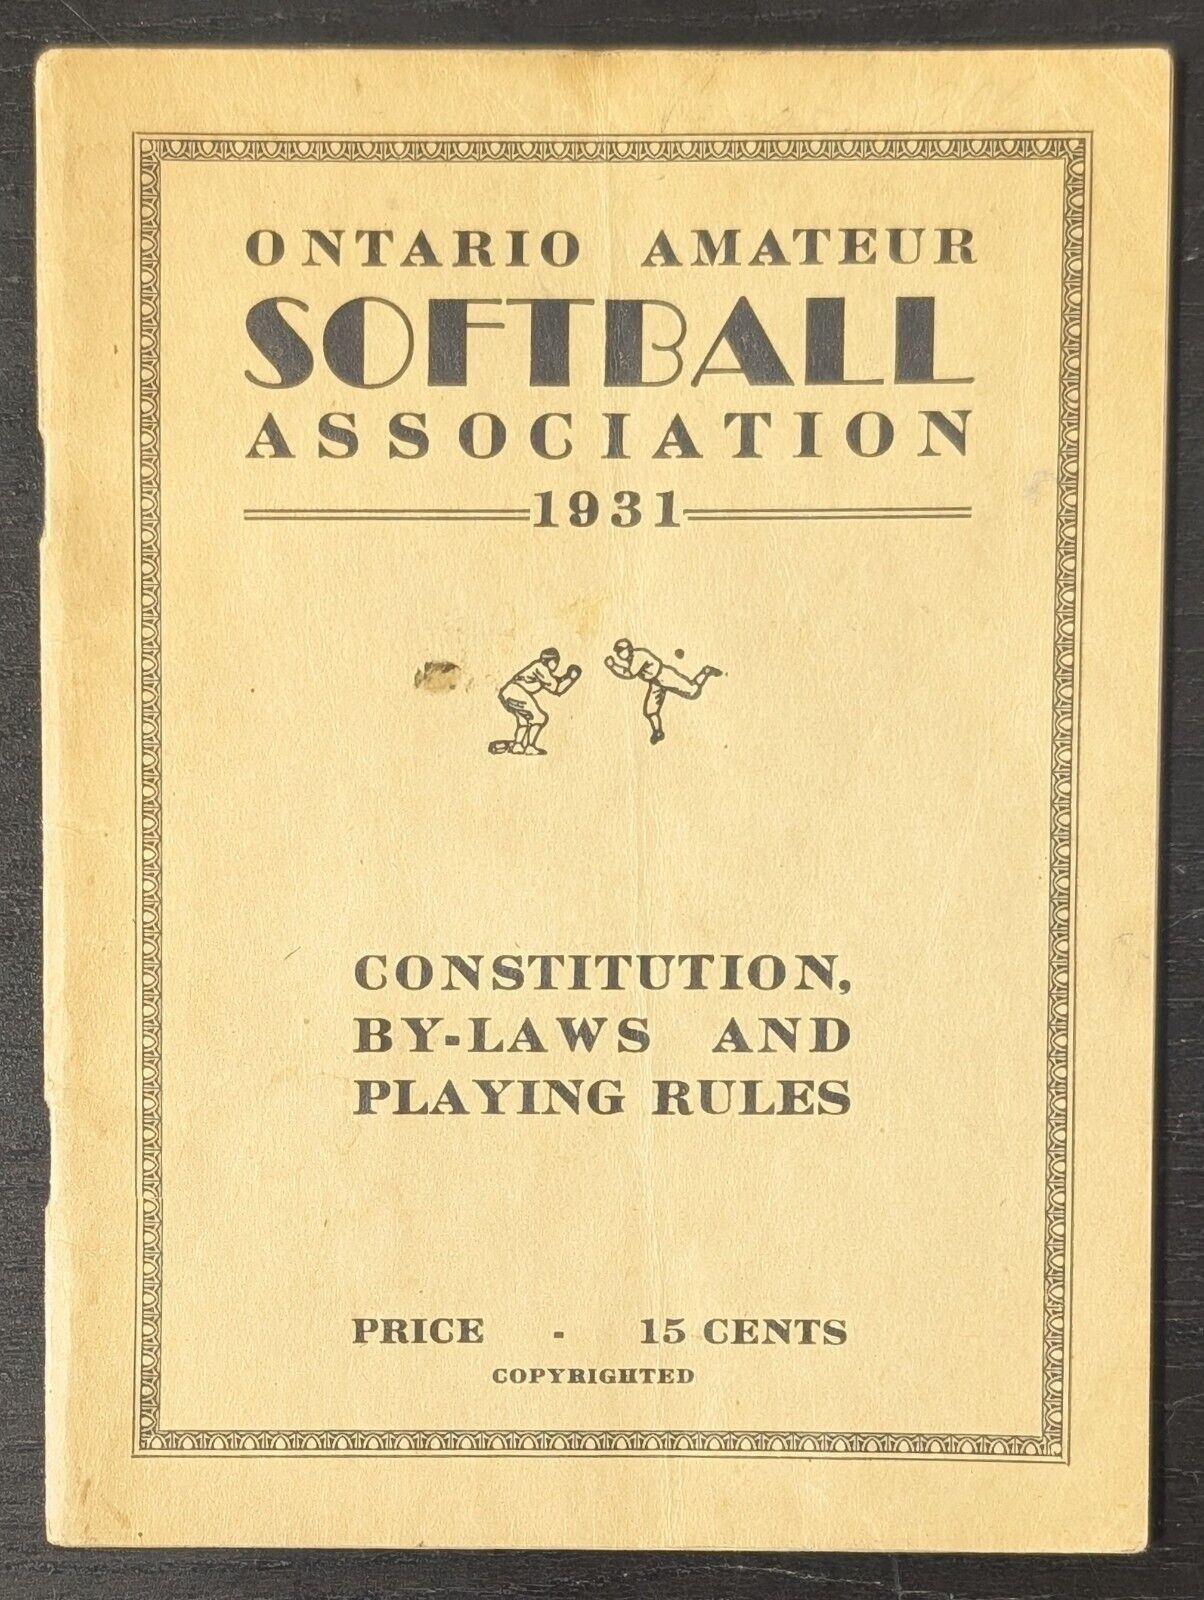 ONTARIO AMATEUR
SOFTBALL
ASSOCIATION
1931
CONSTITUTION,
BY-LAWS AND
PLAYING RULES
PRICE - 15 CENTS
COPYRIGHTED